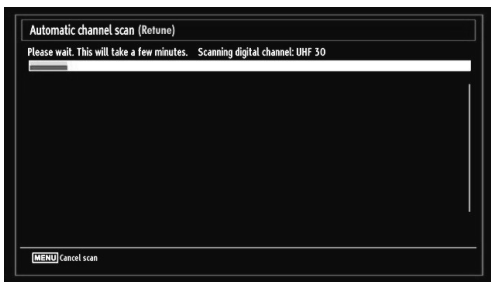 Automatic channel scan (Retune)
Please wait. This will take a few minutes. Scanning digital channel: UHF 30
MENU Cancel scan